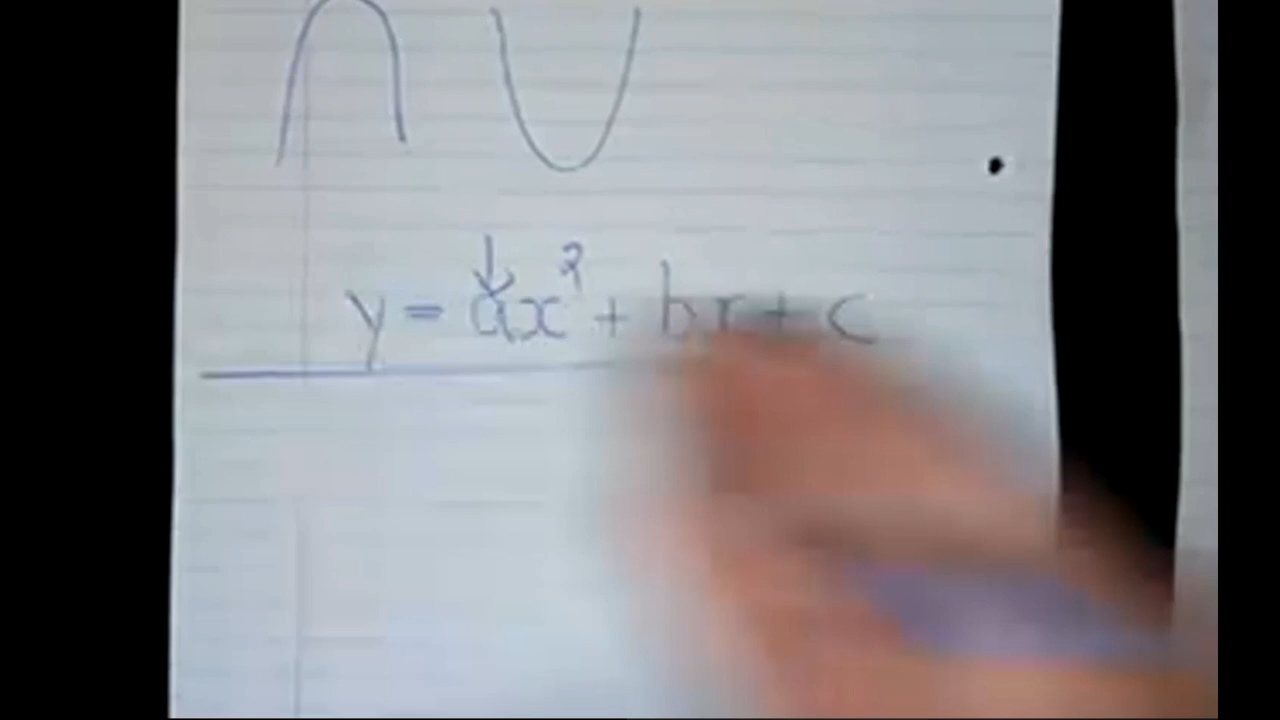 y = ax² + bx + c